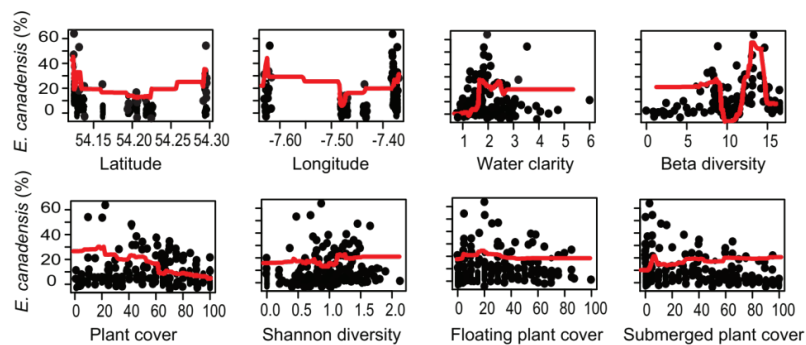 E. canadensis (%)
60
40
20
0
54.15 54.20 54.25 54.30
Latitude
-7.60 -7.50 -7.40
Longitude
1 2 3 4 5 6
Water clarity
0 5 10 15
Beta diversity
E. canadensis (%)
60
40
20
0
0 20 40 60 80 100
Plant cover
0.0 0.5 1.0 1.5 2.0
Shannon diversity
0 20 40 60 80 100
Floating plant cover
0 20 40 60 80 100
Submerged plant cover